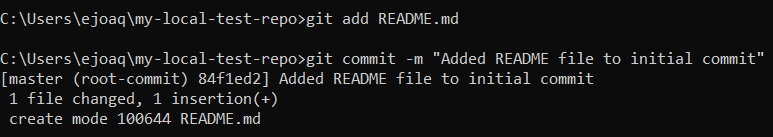 C:\Users\ejoaq\my-local-test-repo>git add README.md
C:\Users\ejoaq\my-local-test-repo>git commit -m "Added README file to initial commit"
[master (root-commit) 84f1ed2] Added README file to initial commit
 1 file changed, 1 insertion(+)
 create mode 100644 README.md